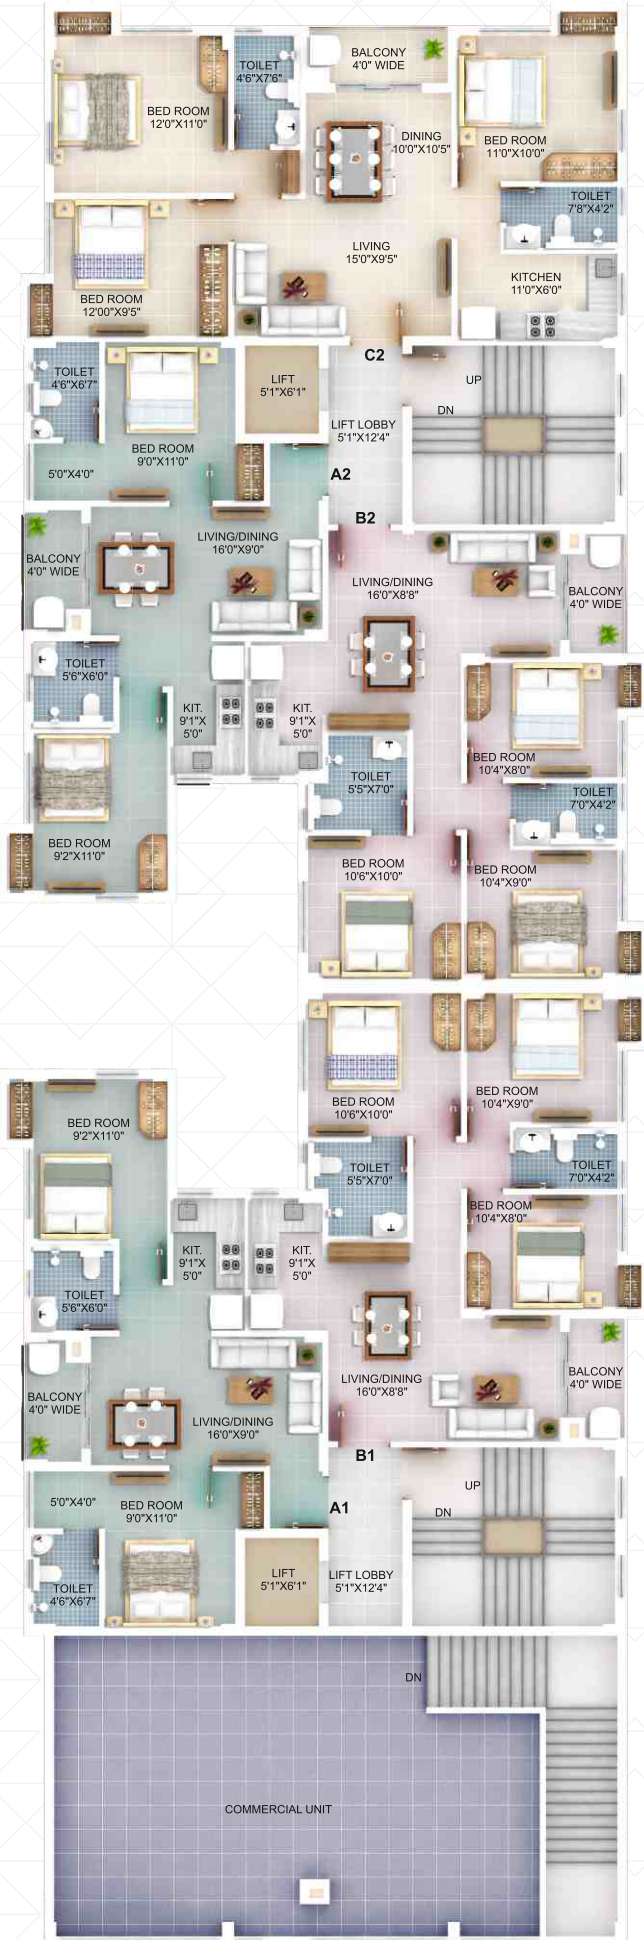 BALCONY
4'0" WIDE
TOILET
4'6"X7'6"
BED ROOM
12'0"X11'0"
DINING
10'0"X10'5"
BED ROOM
11'0"X10'0"
TOILET
7'8"X4'2"
LIVING
15'0"X9'5"
KITCHEN
11'0"X6'0"
BED ROOM
12'00"X9'5"
C2
TOILET
4'6"X6'7"
LIFT
5'1"X6'1"
UP
DN
LIFT LOBBY
5'1"X12'4"
BED ROOM
9'0"X11'0"
5'0"X4'0"
A2
B2
LIVING/DINING
16'0"X9'0"
BALCONY
4'0" WIDE
LIVING/DINING
16'0"X8'8"
BALCONY
4'0" WIDE
TOILET
5'6"X6'0"
KIT.
9'1"X
5'0"
KIT.
9'1"X
5'0"
BED ROOM
10'4"X8'0"
TOILET
5'5"X7'0"
TOILET
7'0"X4'2"
BED ROOM
9'2"X11'0"
BED ROOM
10'6"X10'0"
BED ROOM
10'4"X9'0"
BED ROOM
10'6"X10'0"
BED ROOM
10'4"X9'0"
BED ROOM
9'2"X11'0"
TOILET
5'5"X7'0"
TOILET
7'0"X4'2"
BED ROOM
10'4"X8'0"
KIT.
9'1"X
5'0"
KIT.
9'1"X
5'0"
TOILET
5'6"X6'0"
BALCONY
4'0" WIDE
LIVING/DINING
16'0"X8'8"
BALCONY
4'0" WIDE
LIVING/DINING
16'0"X9'0"
B1
A1
5'0"X4'0"
BED ROOM
9'0"X11'0"
UP
DN
TOILET
4'6"X6'7"
LIFT
5'1"X6'1"
LIFT LOBBY
5'1"X12'4"
DN
COMMERCIAL UNIT